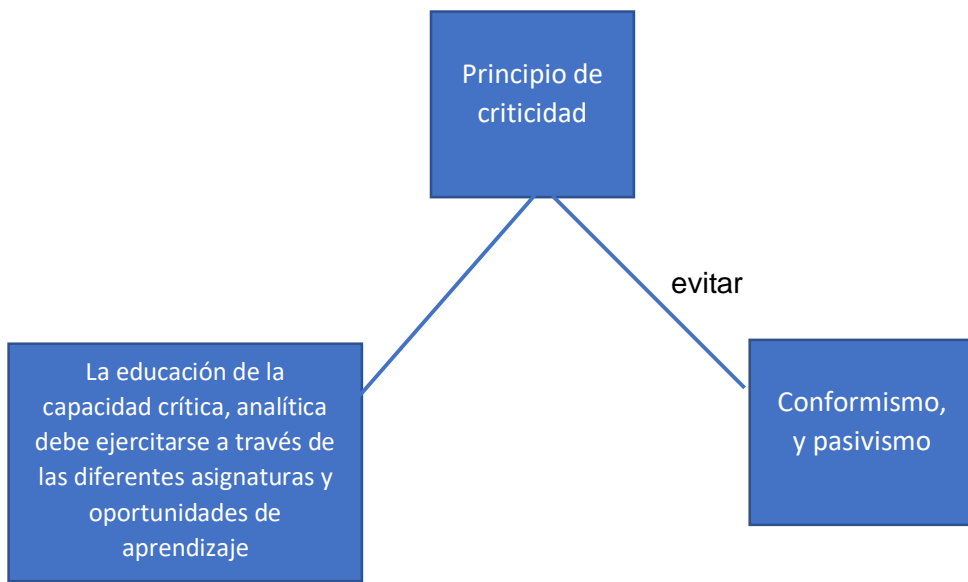 Principio de
criticidad
evitar
La educación de la
capacidad crítica, analítica
debe ejercitarse a través de
las diferentes asignaturas y
oportunidades de
aprendizaje
Conformismo,
y pasivismo